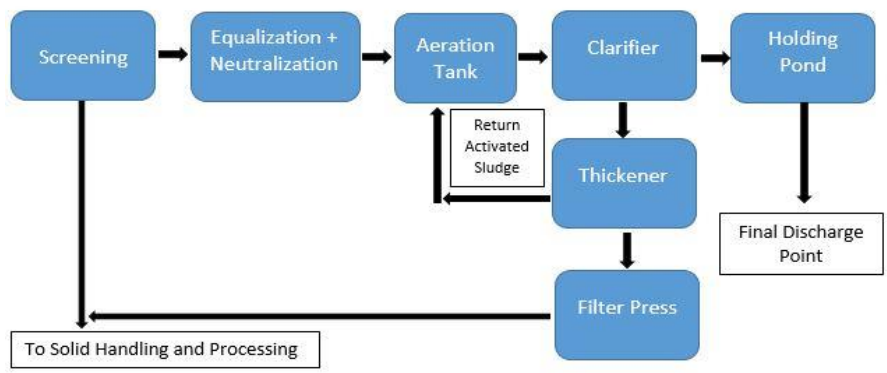 Screening
Equalization +
Neutralization
Aeration
Tank
Clarifier
Holding
Pond
Return
Activated
Sludge
Thickener
Final Discharge
Point
Filter Press
To Solid Handling and Processing